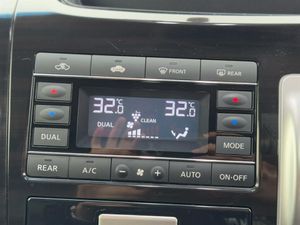 FRONT REAR
32.0°C 32.0°C
DUAL CLEAN
DUAL MODE
REAR A/C - + AUTO ON·OFF